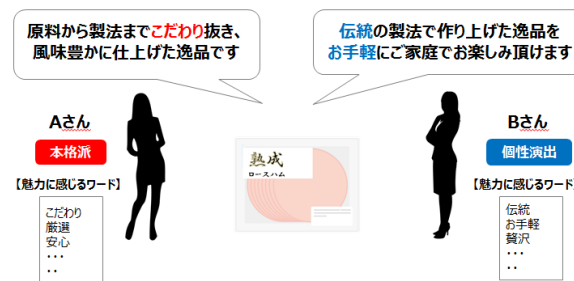 原料から製法までこだわり抜き、
風味豊かに仕上げた逸品です
伝統の製法で作り上げた逸品を
お手軽にご家庭でお楽しみ頂けます
Aさん
本格派
【魅力に感じるワード】
こだわり
厳選
安心
・・・
・・
熟成
ロースハム
Bさん
個性演出
【魅力に感じるワード】
伝統
お手軽
贅沢
・・・
・・